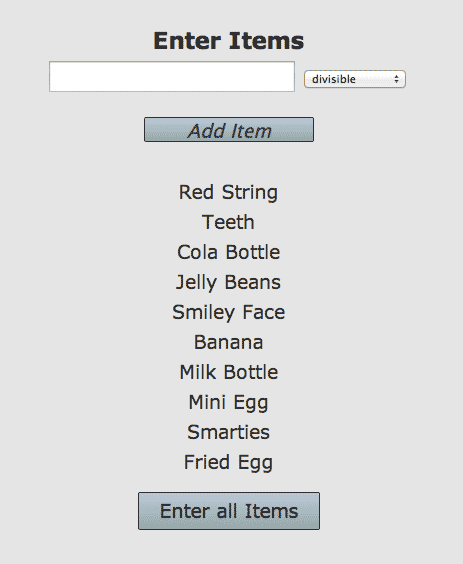 Enter Items
divisible
Add Item
Red String
Teeth
Cola Bottle
Jelly Beans
Smiley Face
Banana
Milk Bottle
Mini Egg
Smarties
Fried Egg
Enter all Items